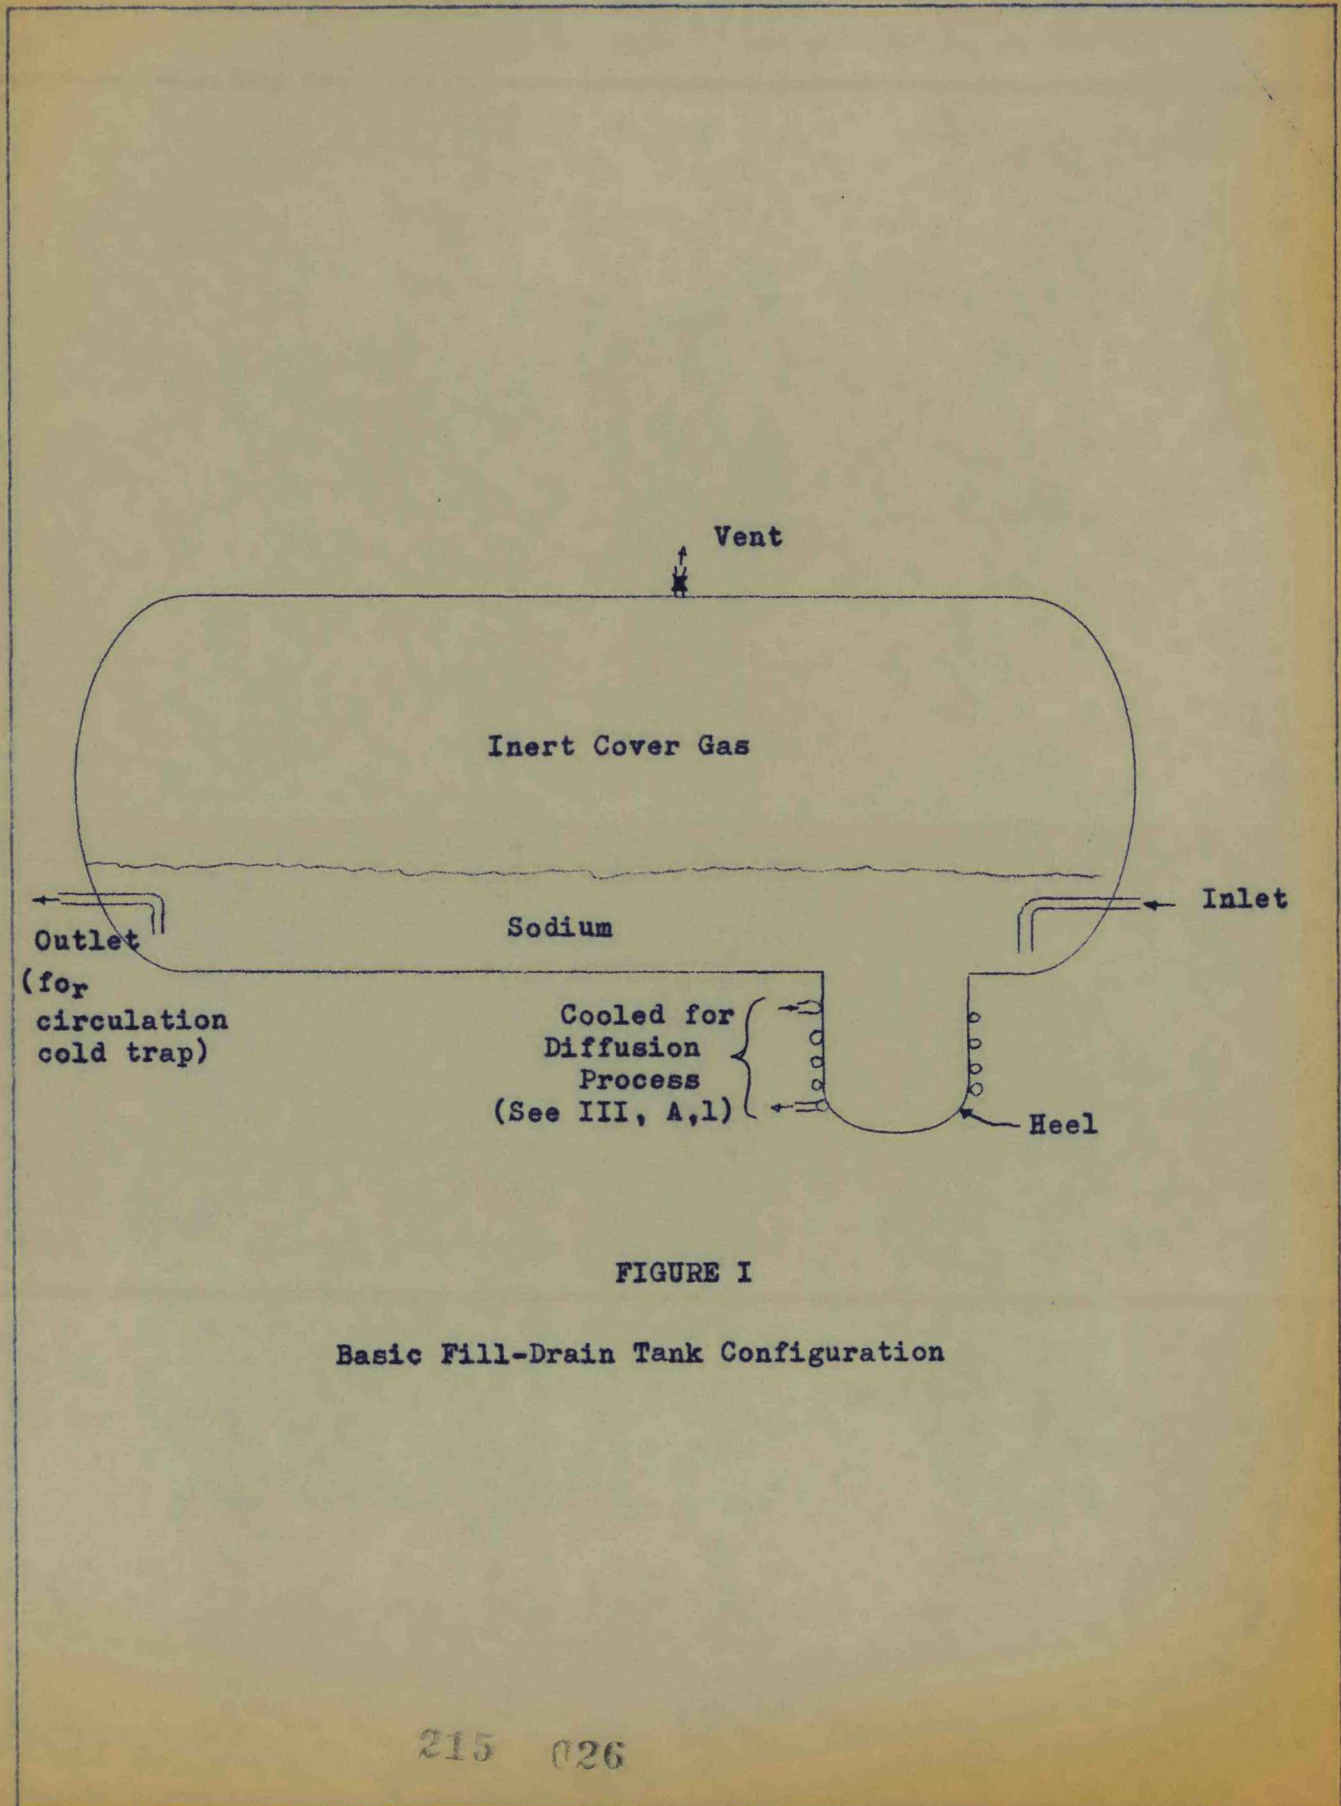 Vent
Inert Cover Gas
Inlet
Sodium
Outlet
(for
circulation
cold trap)
Cooled for
Diffusion
Process
(See III, A,1)
Heel
FIGURE I
Basic Fill-Drain Tank Configuration
215 026